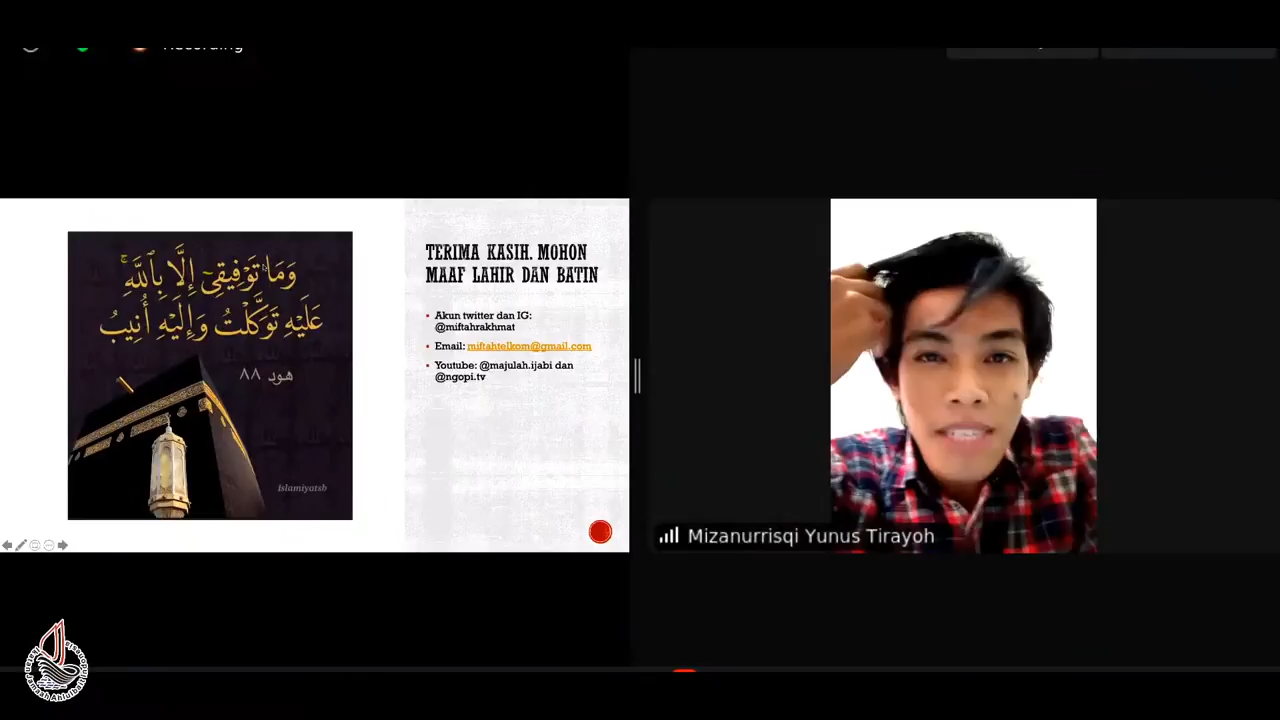 Recording
وَمَا تَوْفِيقِىٓ إِلَّا بِٱللَّهِ ۚ
عَلَيْهِ تَوَكَّلْتُ وَإِلَيْهِ أُنِيبُ
هود ٨٨
Islamiyatsb
TERIMA KASIH. MOHON
MAAF LAHIR DAN BATIN
Akun twitter dan IG:
@miftahrakhmat
Email: miftahtelkom@gmail.com
Youtube: @majulah.ijabi dan
@ngopi.tv
Mizanurrisqi Yunus Tirayoh